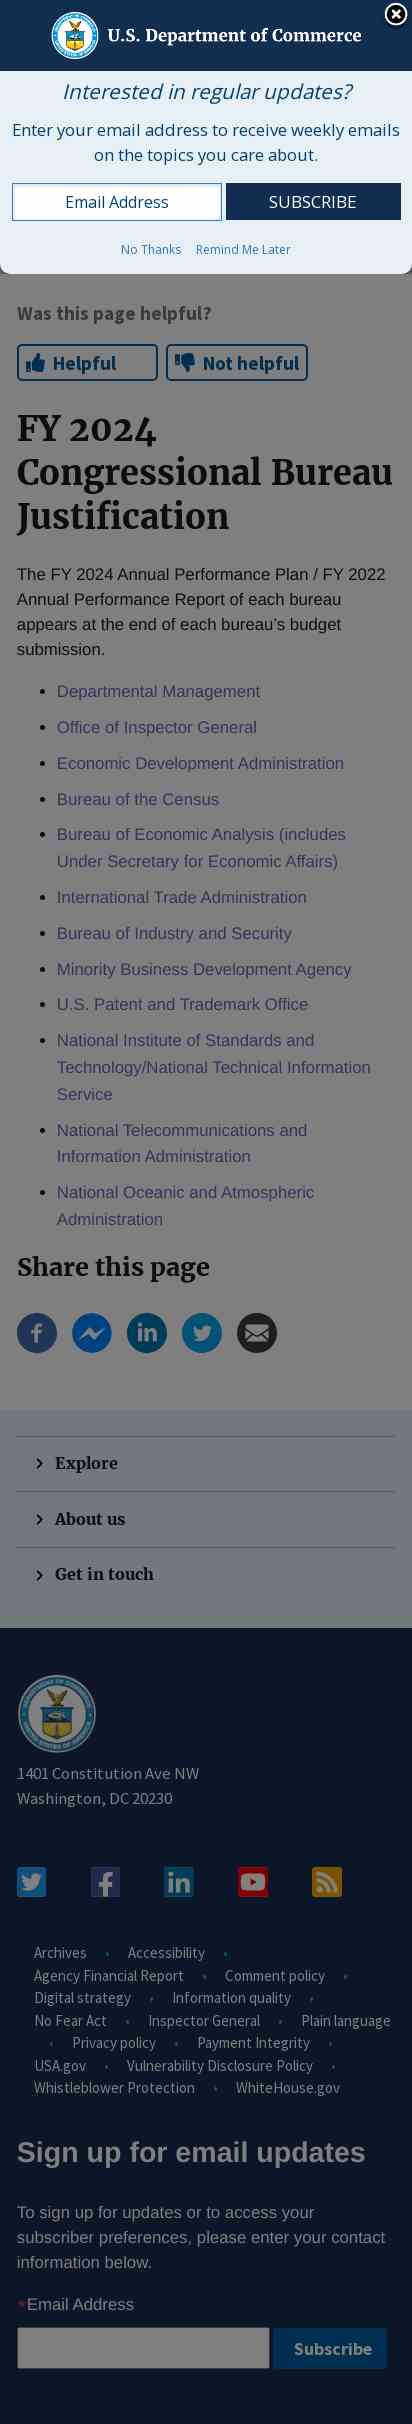 U.S. Department of Commerce
Interested in regular updates?
Enter your email address to receive weekly emails
on the topics you care about.
Email Address
SUBSCRIBE
No Thanks Remind Me Later
Was this page helpful?
Helpful Not helpful
FY 2024
Congressional Bureau
Justification
The FY 2024 Annual Performance Plan / FY 2022
Annual Performance Report of each bureau
appears at the end of each bureau’s budget
submission.
• Departmental Management
• Office of Inspector General
• Economic Development Administration
• Bureau of the Census
• Bureau of Economic Analysis (includes
Under Secretary for Economic Affairs)
• International Trade Administration
• Bureau of Industry and Security
• Minority Business Development Agency
• U.S. Patent and Trademark Office
• National Institute of Standards and
Technology/National Technical Information
Service
• National Telecommunications and
Information Administration
• National Oceanic and Atmospheric
Administration
Share this page
Explore
About us
Get in touch
1401 Constitution Ave NW
Washington, DC 20230
Archives • Accessibility •
Agency Financial Report • Comment policy •
Digital strategy • Information quality •
No Fear Act • Inspector General • Plain language
• Privacy policy • Payment Integrity •
USA.gov • Vulnerability Disclosure Policy •
Whistleblower Protection • WhiteHouse.gov
Sign up for email updates
To sign up for updates or to access your
subscriber preferences, please enter your contact
information below.
*Email Address
Subscribe